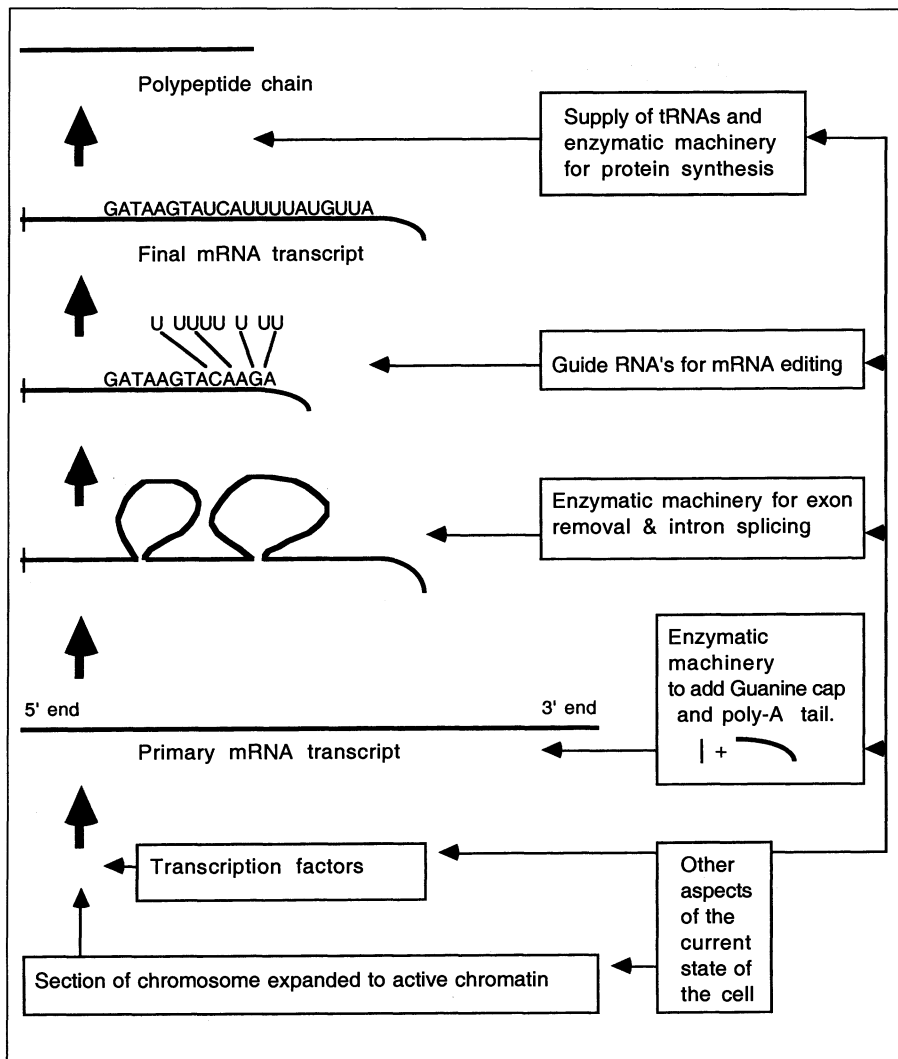 Polypeptide chain
Supply of tRNAs and
enzymatic machinery
for protein synthesis
GATAAGTAUCAUUUUAUGUUA
Final mRNA transcript
U UUUU U UU
GATAAGTACAAGA
Guide RNA's for mRNA editing
Enzymatic machinery for exon
removal & intron splicing
Enzymatic
machinery
to add Guanine cap
and poly-A tail.
| +
5' end
3' end
Primary mRNA transcript
Transcription factors
Other
aspects
of the
current
state of
the cell
Section of chromosome expanded to active chromatin